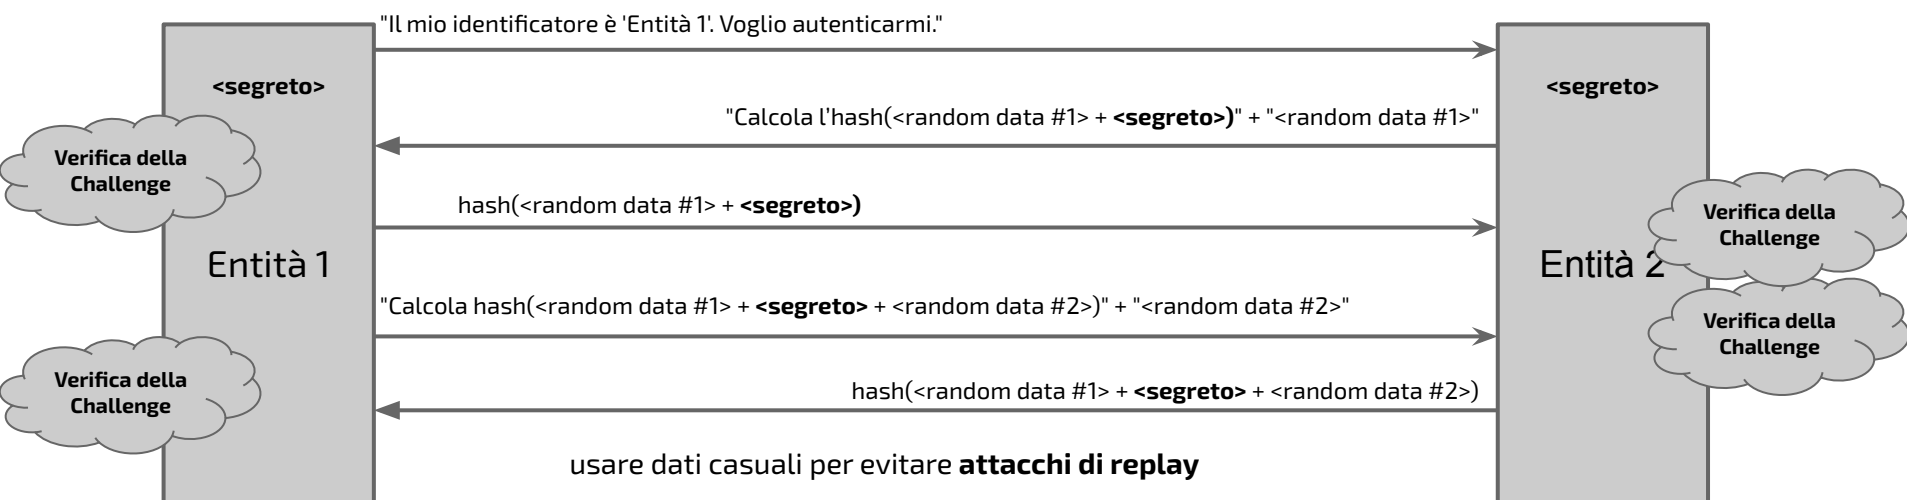 "Il mio identificatore è 'Entità 1'. Voglio autenticarmi."
<segreto>
<segreto>
"Calcola l’hash(<random data #1> + <segreto>)" + "<random data #1>"
Verifica della
Challenge
hash(<random data #1> + <segreto>)
Verifica della
Challenge
Entità 1
Entità 2
"Calcola hash(<random data #1> + <segreto> + <random data #2>)" + "<random data #2>"
Verifica della
Challenge
Verifica della
Challenge
hash(<random data #1> + <segreto> + <random data #2>)
usare dati casuali per evitare attacchi di replay